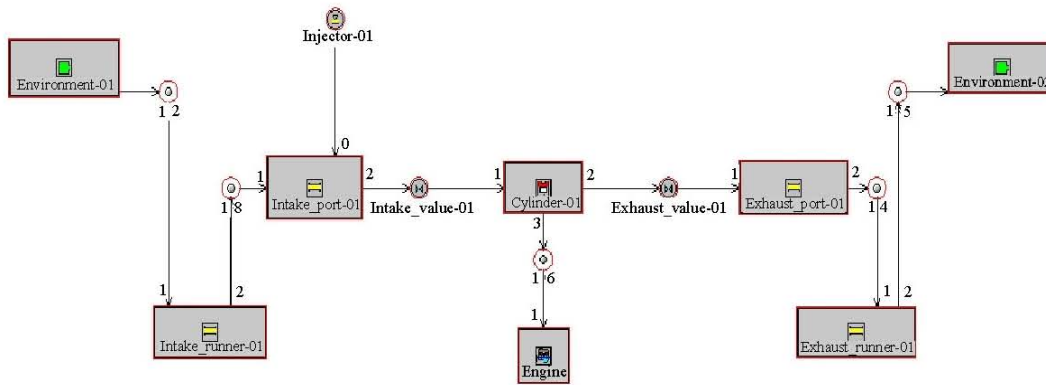 Injector-01
Environment-01
Environment-02
1 2
1 5
0
1
2
1
2
1
2
Intake_port-01
Intake_value-01
Cylinder-01
Exhaust_value-01
Exhaust_port-01
1 8
3
1 4
1 6
1
2
1
1
2
Intake_runner-01
Engine
Exhaust_runner-01